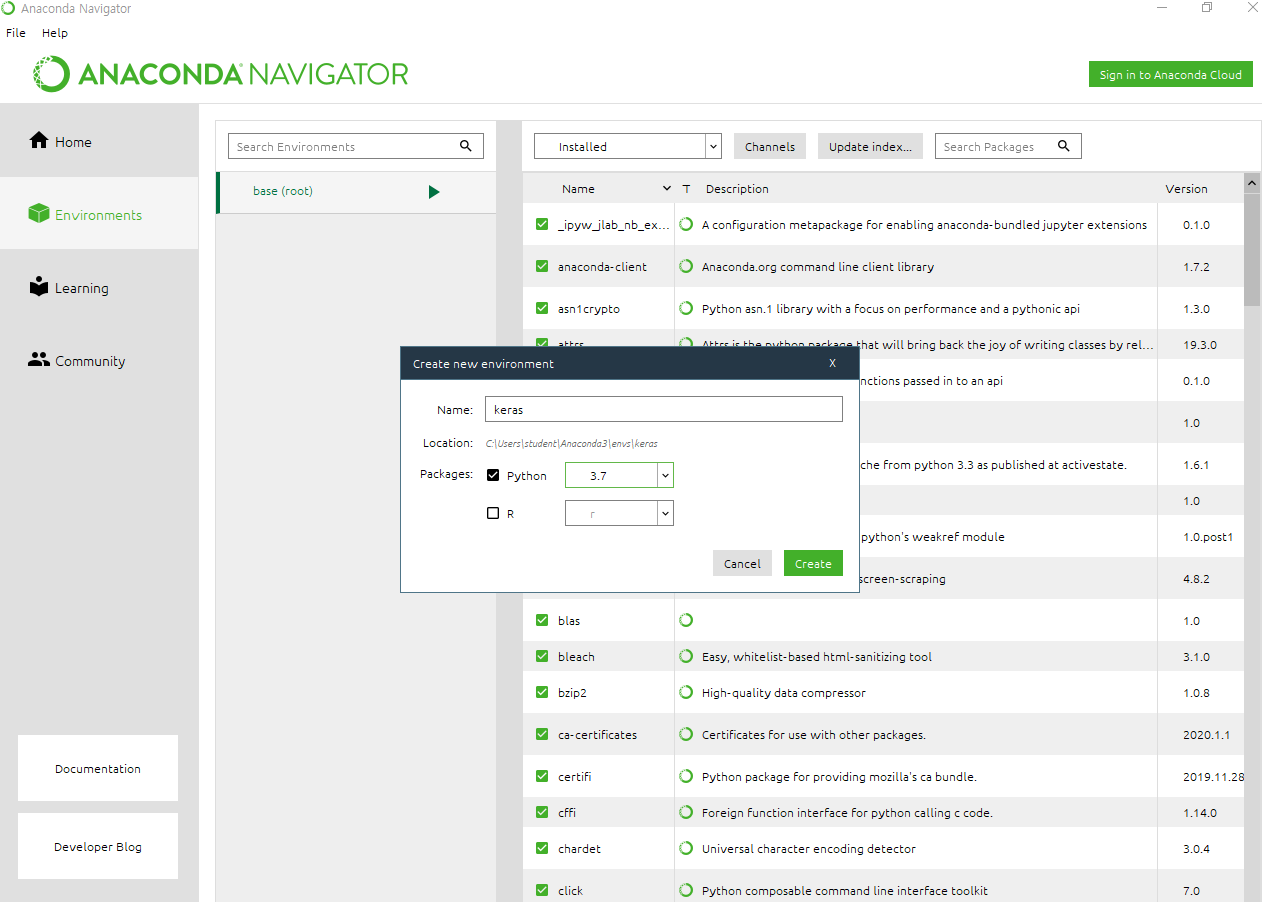 Anaconda Navigator
File Help
ANACONDA NAVIGATOR
Sign in to Anaconda Cloud
Home
Environments
Learning
Community
Documentation
Developer Blog
Search Environments
base (root)
Installed
Channels
Update index...
Search Packages
Name T Description Version
_ipyw_jlab_nb_ex... A configuration metapackage for enabling anaconda-bundled jupyter extensions 0.1.0
anaconda-client Anaconda.org command line client library 1.7.2
asn1crypto Python asn.1 library with a focus on performance and a pythonic api 1.3.0
attrs Attrs is the python package that will bring back the joy of writing classes by rel... 19.3.0
nctions passed in to an api 0.1.0
1.0
che from python 3.3 as published at activestate. 1.6.1
1.0
python's weakref module 1.0.post1
screen-scraping 4.8.2
blas 1.0
bleach Easy, whitelist-based html-sanitizing tool 3.1.0
bzip2 High-quality data compressor 1.0.8
ca-certificates Certificates for use with other packages. 2020.1.1
certifi Python package for providing mozilla's ca bundle. 2019.11.28
cffi Foreign function interface for python calling c code. 1.14.0
chardet Universal character encoding detector 3.0.4
click Python composable command line interface toolkit 7.0
Create new environment X
Name: keras
Location: C:\Users\student\Anaconda3\envs\keras
Packages: Python 3.7
R r
Cancel Create